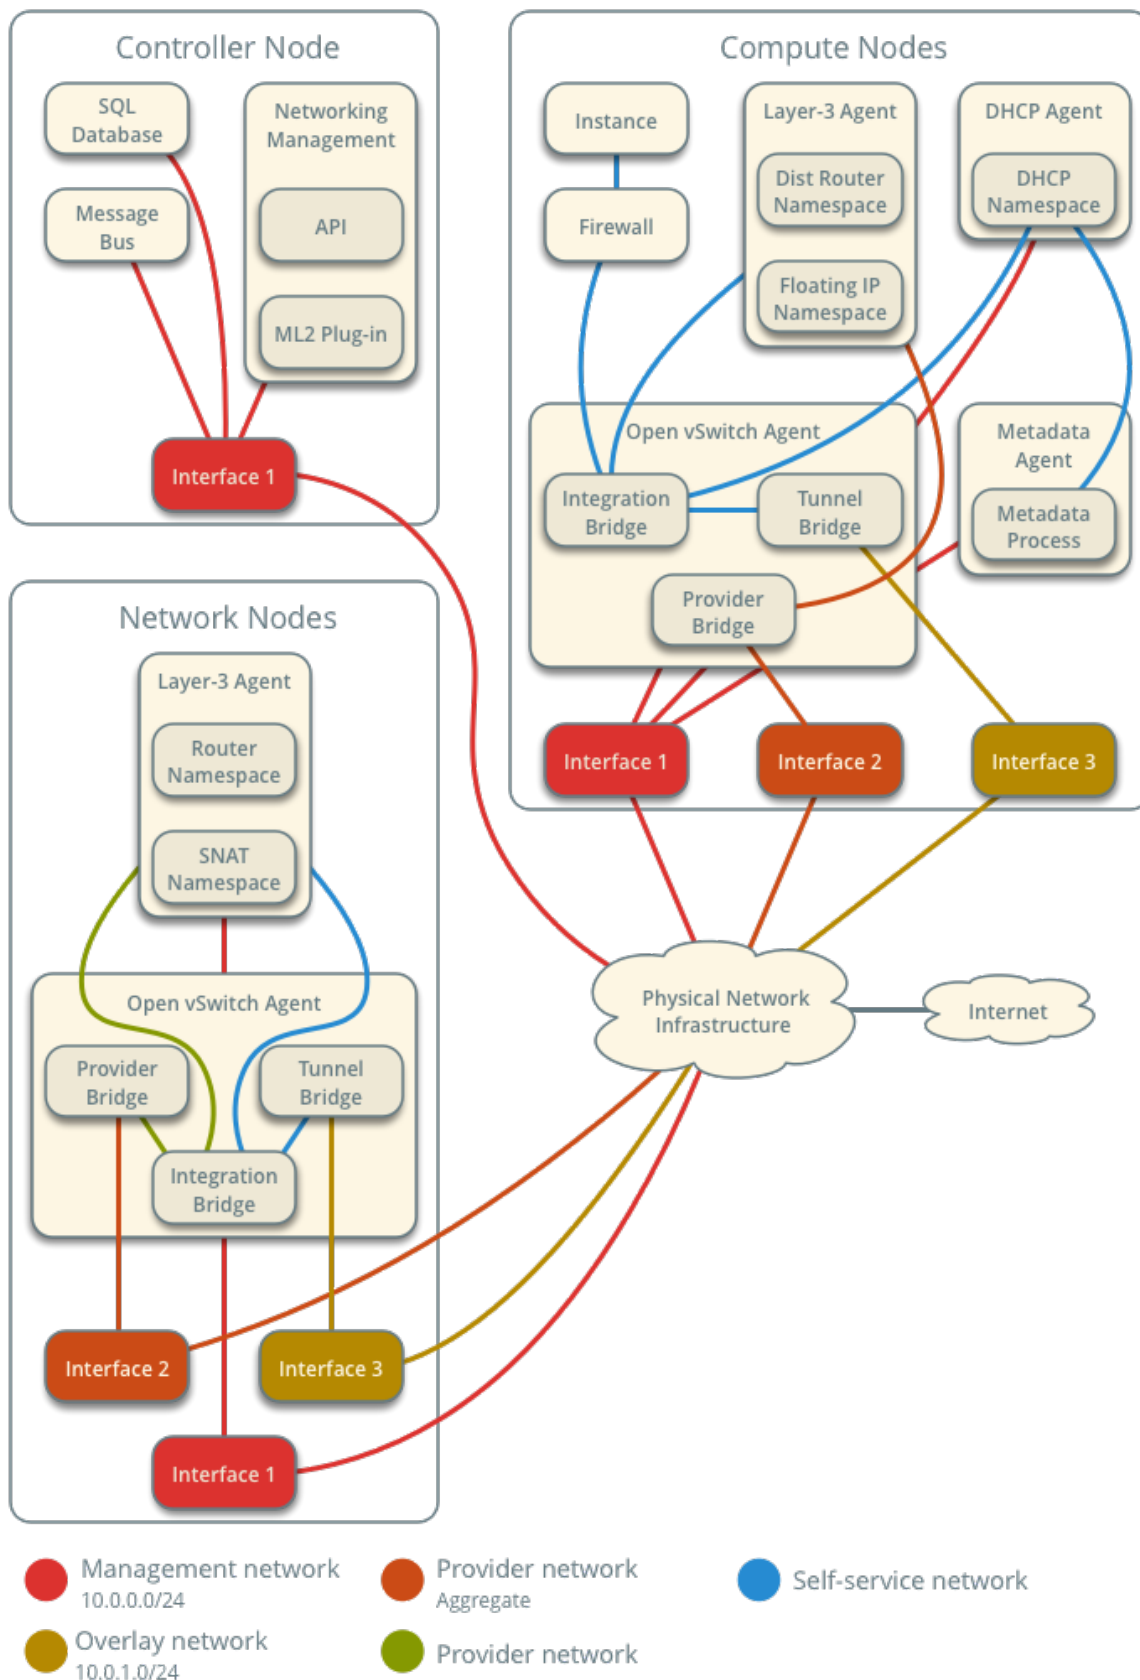 Controller Node
SQL
Database
Networking
Management
Message
Bus
API
ML2 Plug-in
Interface 1
Compute Nodes
Instance
Layer-3 Agent
DHCP Agent
Dist Router
Namespace
DHCP
Namespace
Firewall
Floating IP
Namespace
Open vSwitch Agent
Metadata
Agent
Integration
Bridge
Tunnel
Bridge
Metadata
Process
Provider
Bridge
Interface 1
Interface 2
Interface 3
Network Nodes
Layer-3 Agent
Router
Namespace
SNAT
Namespace
Open vSwitch Agent
Provider
Bridge
Tunnel
Bridge
Integration
Bridge
Interface 2
Interface 3
Interface 1
Physical Network
Infrastructure
Internet
Management network
10.0.0.0/24
Provider network
Aggregate
Self-service network
Overlay network
10.0.1.0/24
Provider network